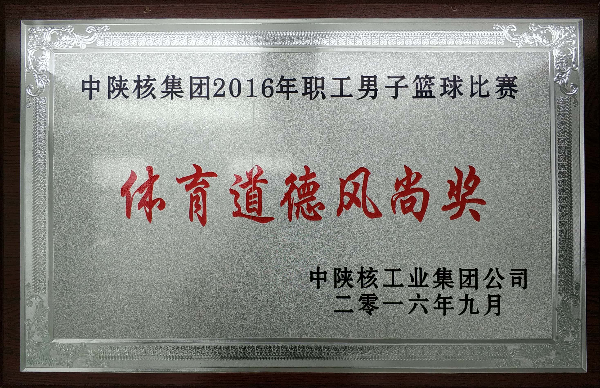 中陕核集团2016年职工男子篮球比赛
体育道德风尚奖
中陕核工业集团公司
二零一六年九月